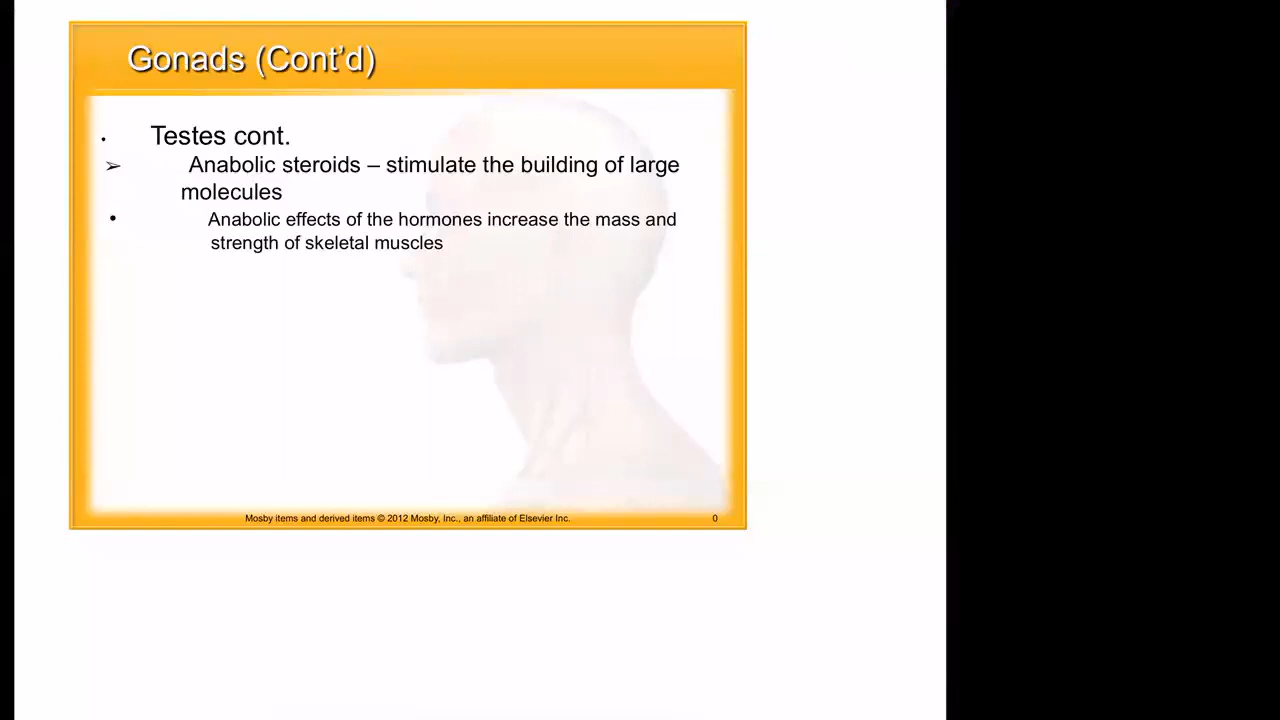 Gonads (Cont’d)
• Testes cont.
➢ Anabolic steroids – stimulate the building of large
molecules
• Anabolic effects of the hormones increase the mass and
strength of skeletal muscles
Mosby items and derived items © 2012 Mosby, Inc., an affiliate of Elsevier Inc. 0